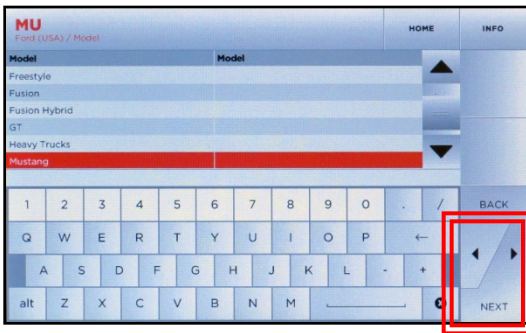 MU
Ford (USA) / Model
HOME
INFO
Model Model
Freestyle
Fusion
Fusion Hybrid
GT
Heavy Trucks
Mustang
1 2 3 4 5 6 7 8 9 0 . /
BACK
Q W E R T Y U I O P ←
A S D F G H J K L - +
alt Z X C V B N M
NEXT